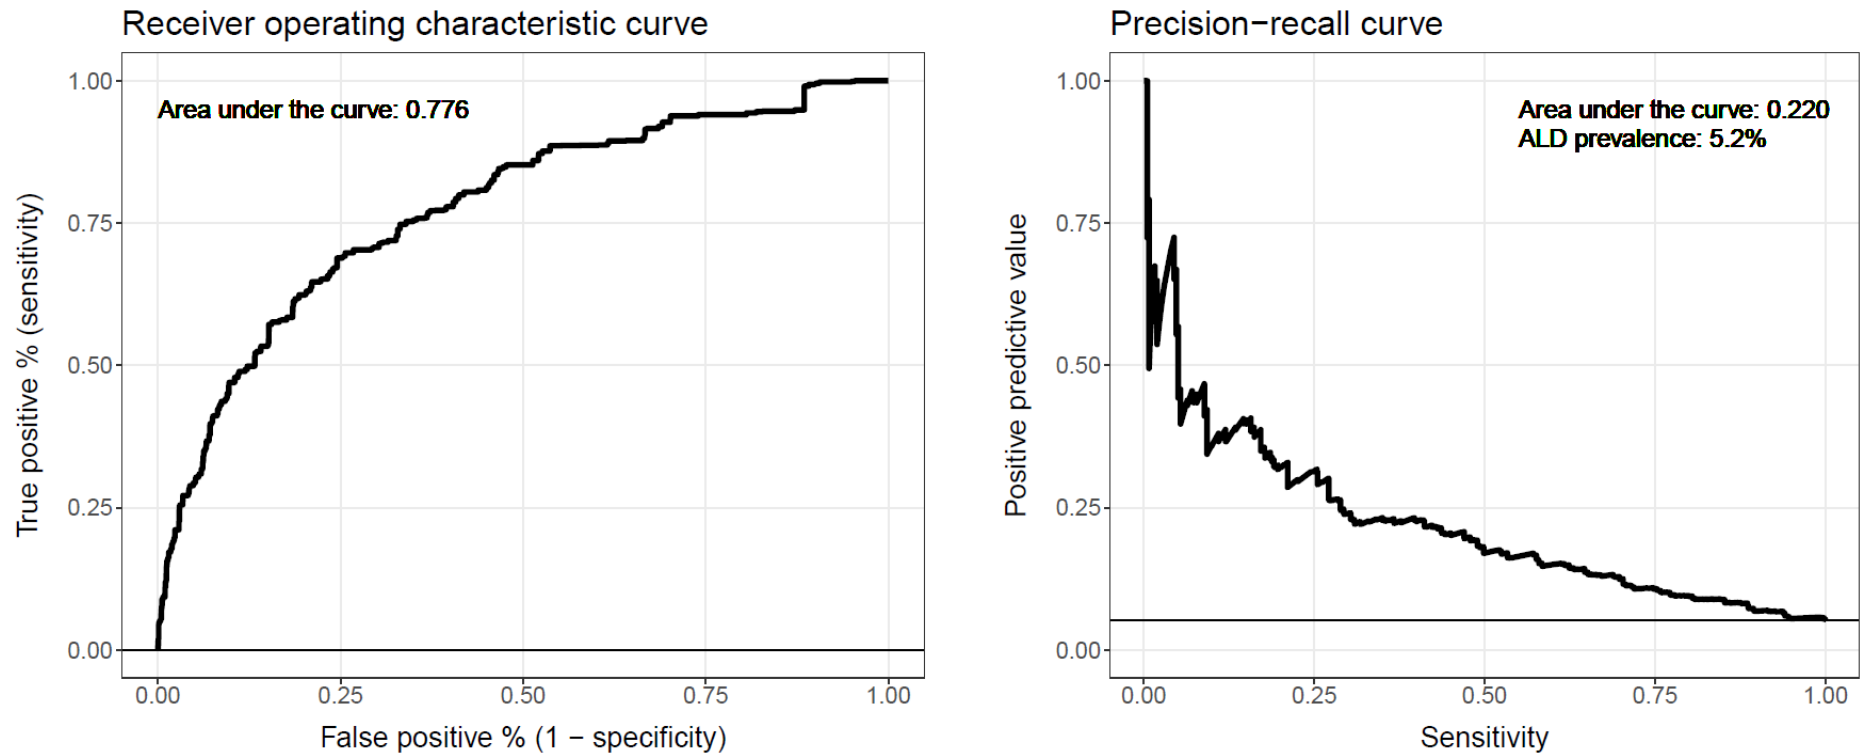 Receiver operating characteristic curve
Area under the curve: 0.776
True positive % (sensitivity)
1.00
0.75
0.50
0.25
0.00
0.00 0.25 0.50 0.75 1.00
False positive % (1 − specificity)
Precision−recall curve
Area under the curve: 0.220
ALD prevalence: 5.2%
Positive predictive value
1.00
0.75
0.50
0.25
0.00
0.00 0.25 0.50 0.75 1.00
Sensitivity